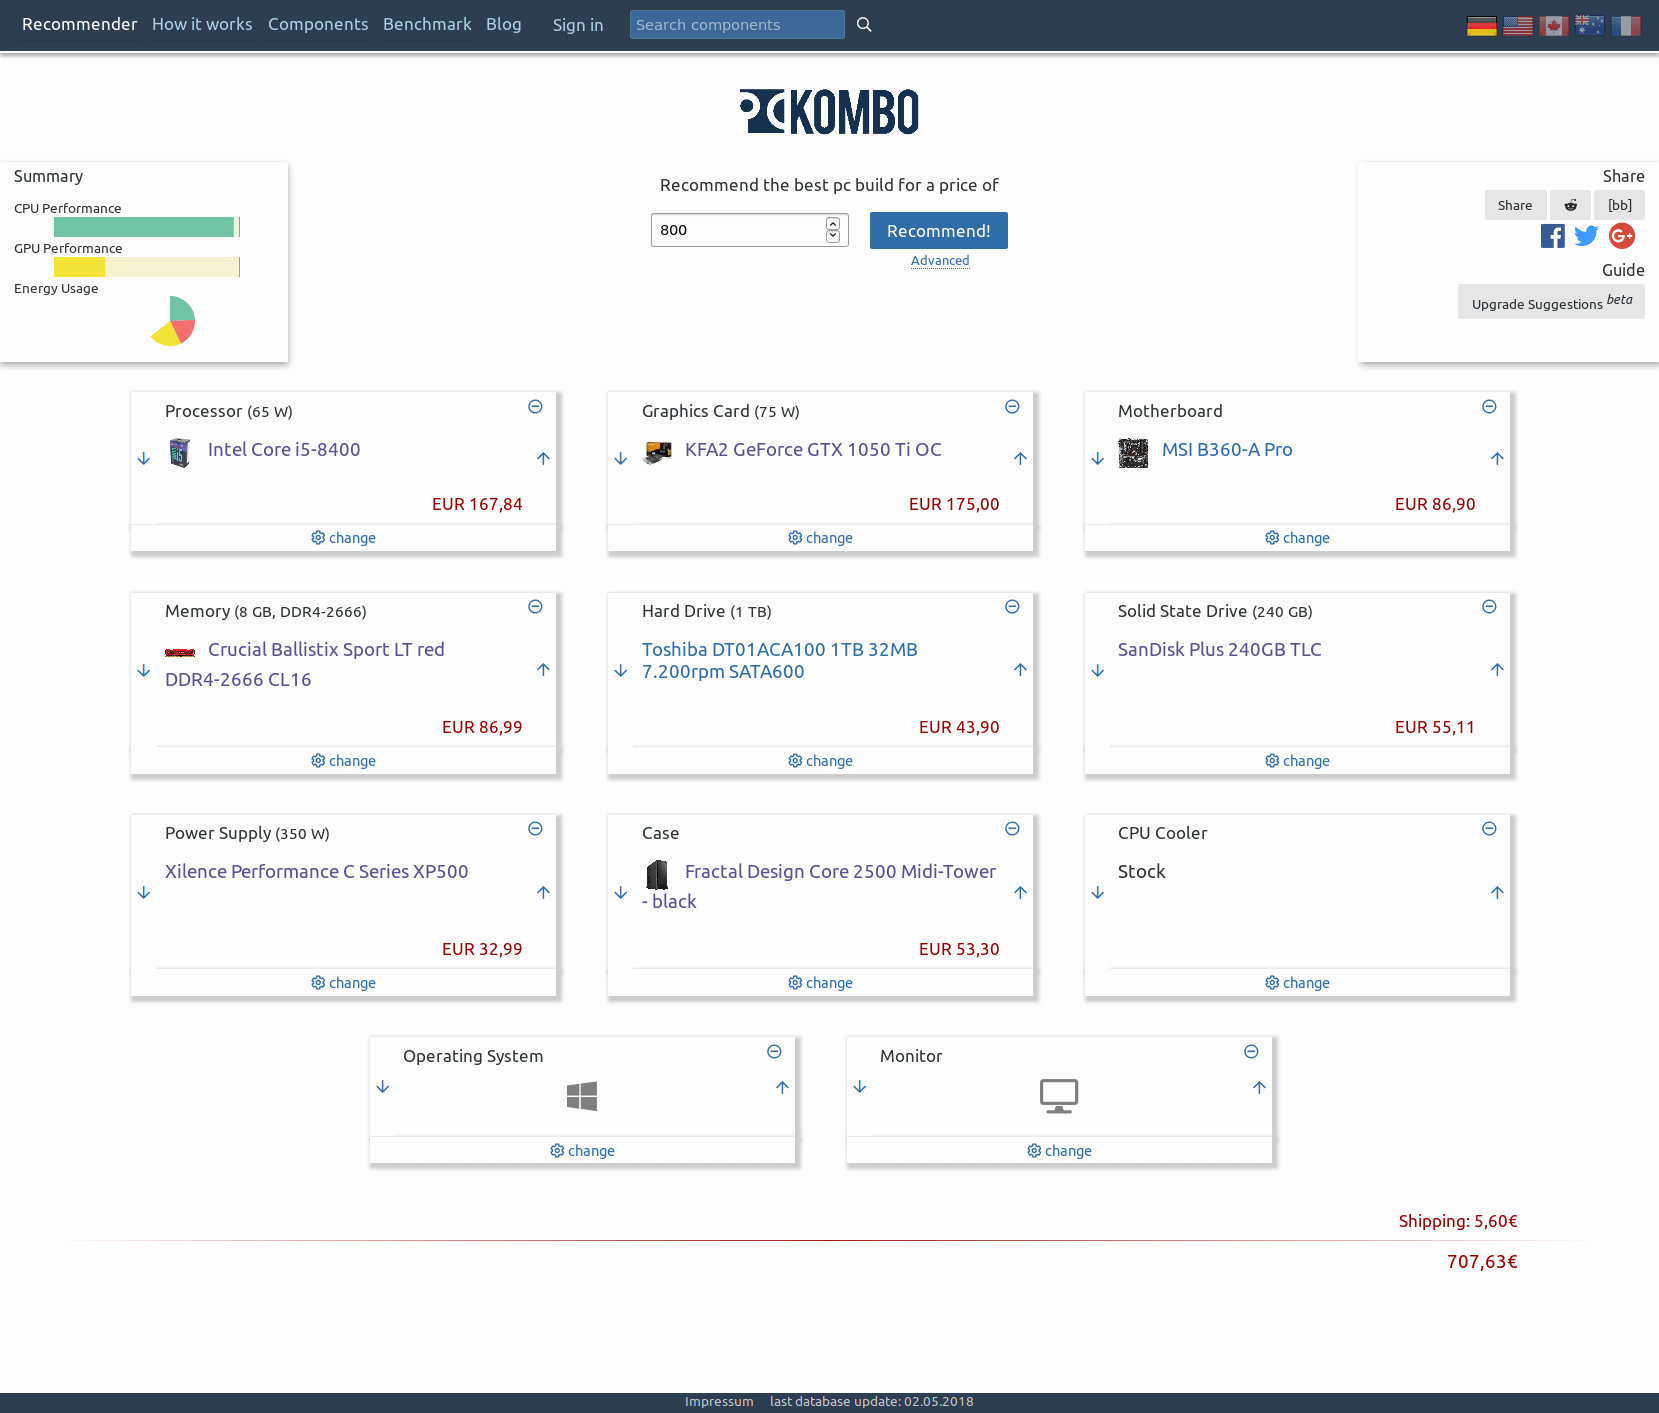 Recommender How it works Components Benchmark Blog Sign in Search components
PCKOMBO
Summary
CPU Performance
GPU Performance
Energy Usage
Recommend the best pc build for a price of
800 Recommend!
Advanced
Share
Share [bb]
Guide
Upgrade Suggestions beta
Processor (65 W)
Intel Core i5-8400
EUR 167,84
change
Graphics Card (75 W)
KFA2 GeForce GTX 1050 Ti OC
EUR 175,00
change
Motherboard
MSI B360-A Pro
EUR 86,90
change
Memory (8 GB, DDR4-2666)
Crucial Ballistix Sport LT red
DDR4-2666 CL16
EUR 86,99
change
Hard Drive (1 TB)
Toshiba DT01ACA100 1TB 32MB
7.200rpm SATA600
EUR 43,90
change
Solid State Drive (240 GB)
SanDisk Plus 240GB TLC
EUR 55,11
change
Power Supply (350 W)
Xilence Performance C Series XP500
EUR 32,99
change
Case
Fractal Design Core 2500 Midi-Tower
- black
EUR 53,30
change
CPU Cooler
Stock
change
Operating System
change
Monitor
change
Shipping: 5,60€
707,63€
Impressum last database update: 02.05.2018